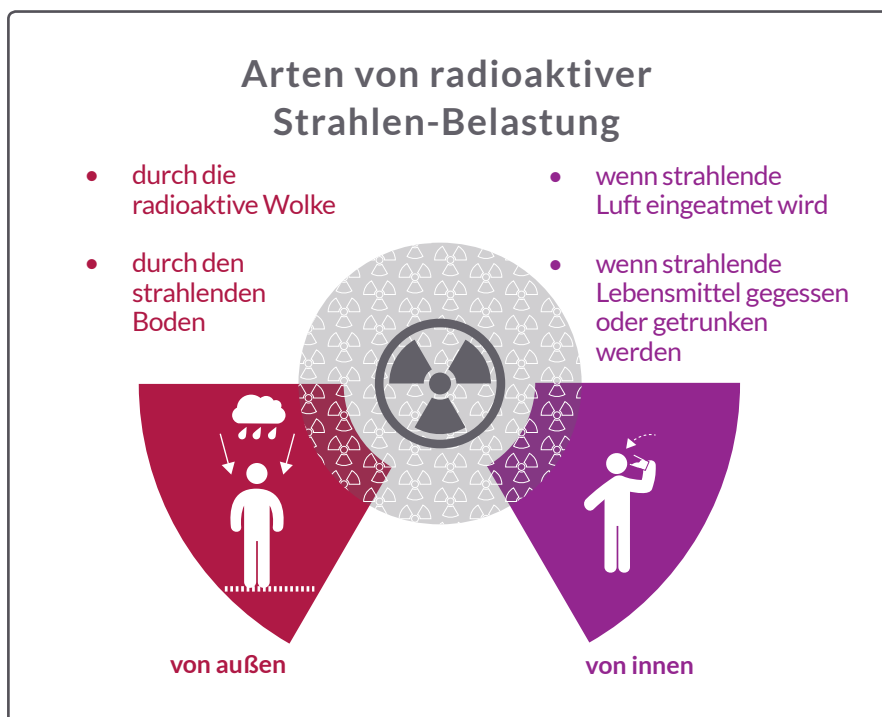 Arten von radioaktiver
Strahlen-Belastung
• durch die
radioaktive Wolke
• durch den
strahlenden
Boden
• wenn strahlende
Luft eingeatmet wird
• wenn strahlende
Lebensmittel gegessen
oder getrunken
werden
von außen
von innen